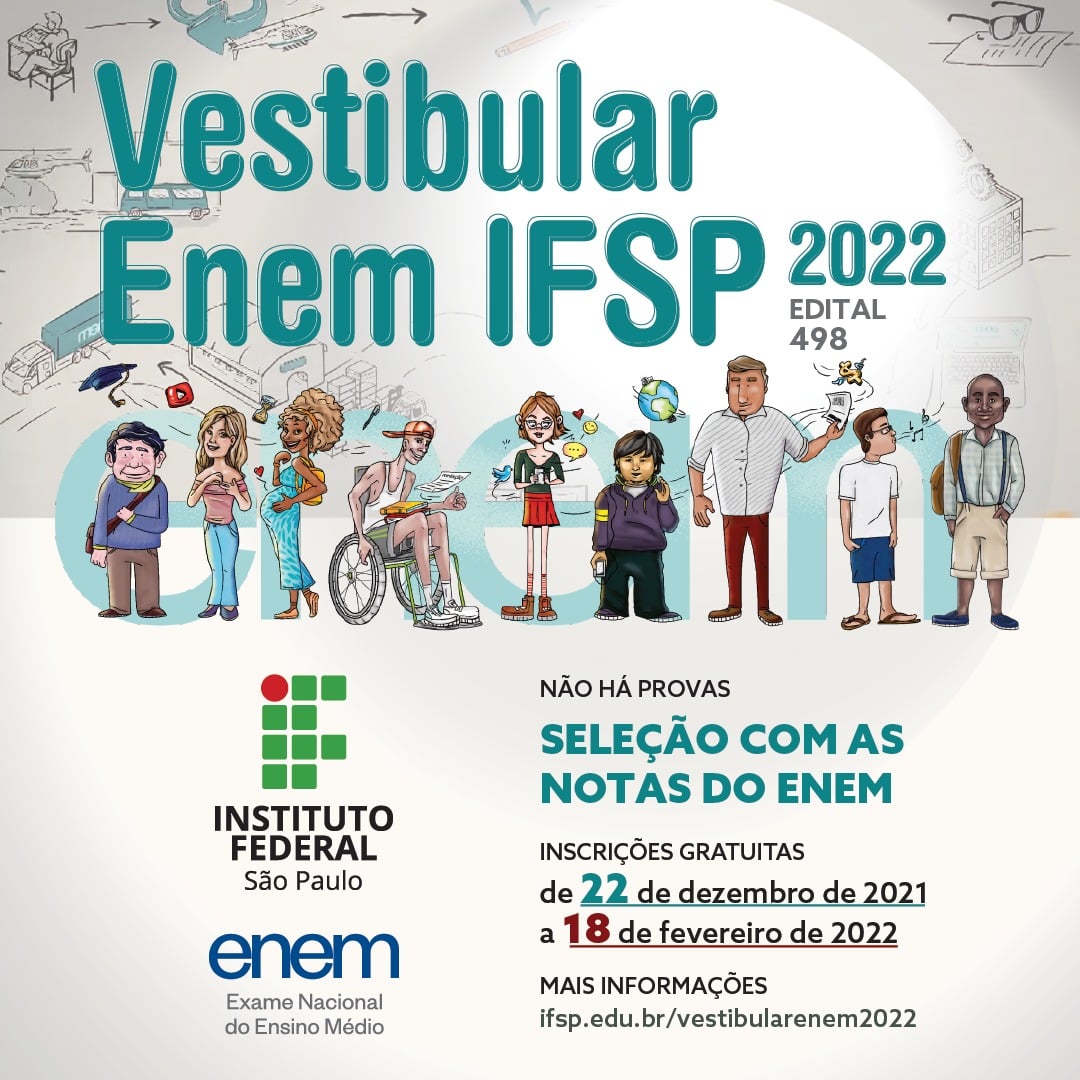 Vestibular
Enem IFSP 2022
EDITAL
498
enem
NÃO HÁ PROVAS
SELEÇÃO COM AS
NOTAS DO ENEM
INSCRIÇÕES GRATUITAS
de 22 de dezembro de 2021
a 18 de fevereiro de 2022
MAIS INFORMAÇÕES
ifsp.edu.br/vestibularenem2022
INSTITUTO
FEDERAL
São Paulo
enem
Exame Nacional
do Ensino Médio